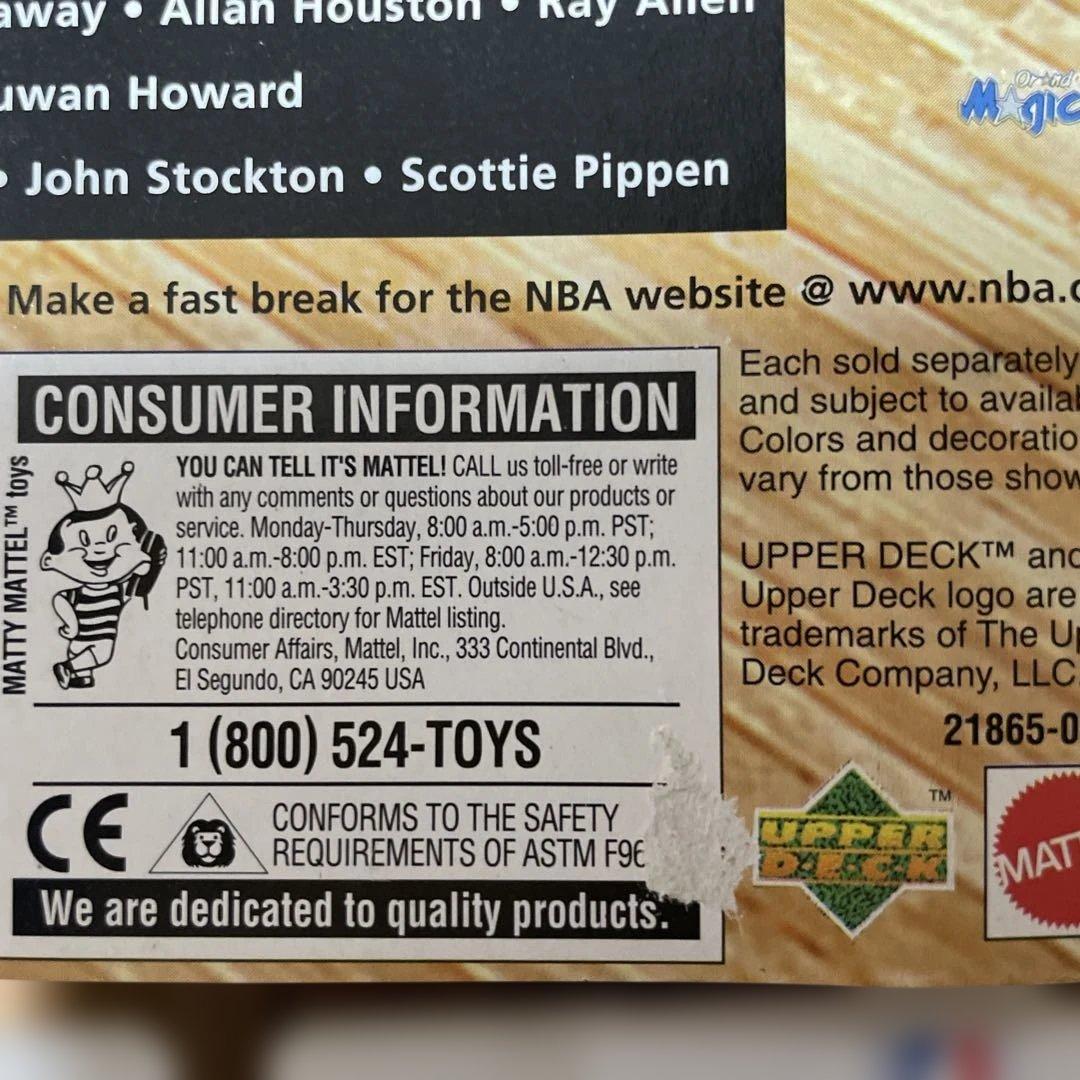 • Allan Houston • Ray Allen
Howard
• John Stockton • Scottie Pippen
Orlando
Magic
Make a fast break for the NBA website @ www.nba.
CONSUMER INFORMATION
MATTY MATTEL™ toys
YOU CAN TELL IT'S MATTEL! CALL us toll-free or write
with any comments or questions about our products or
service. Monday-Thursday, 8:00 a.m.-5:00 p.m. PST;
11:00 a.m.-8:00 p.m. EST; Friday, 8:00 a.m.-12:30 p.m.
PST, 11:00 a.m.-3:30 p.m. EST. Outside U.S.A., see
telephone directory for Mattel listing.
Consumer Affairs, Mattel, Inc., 333 Continental Blvd.,
El Segundo, CA 90245 USA
1 (800) 524-TOYS
CE
CONFORMS TO THE SAFETY
REQUIREMENTS OF ASTM F96
We are dedicated to quality products.
Each sold separately
and subject to
Colors and
vary from those
UPPER DECK™ and
Upper Deck logo are
trademarks of The
Deck Company, LLC
21865-0
UPPER DECK
TM
MAT